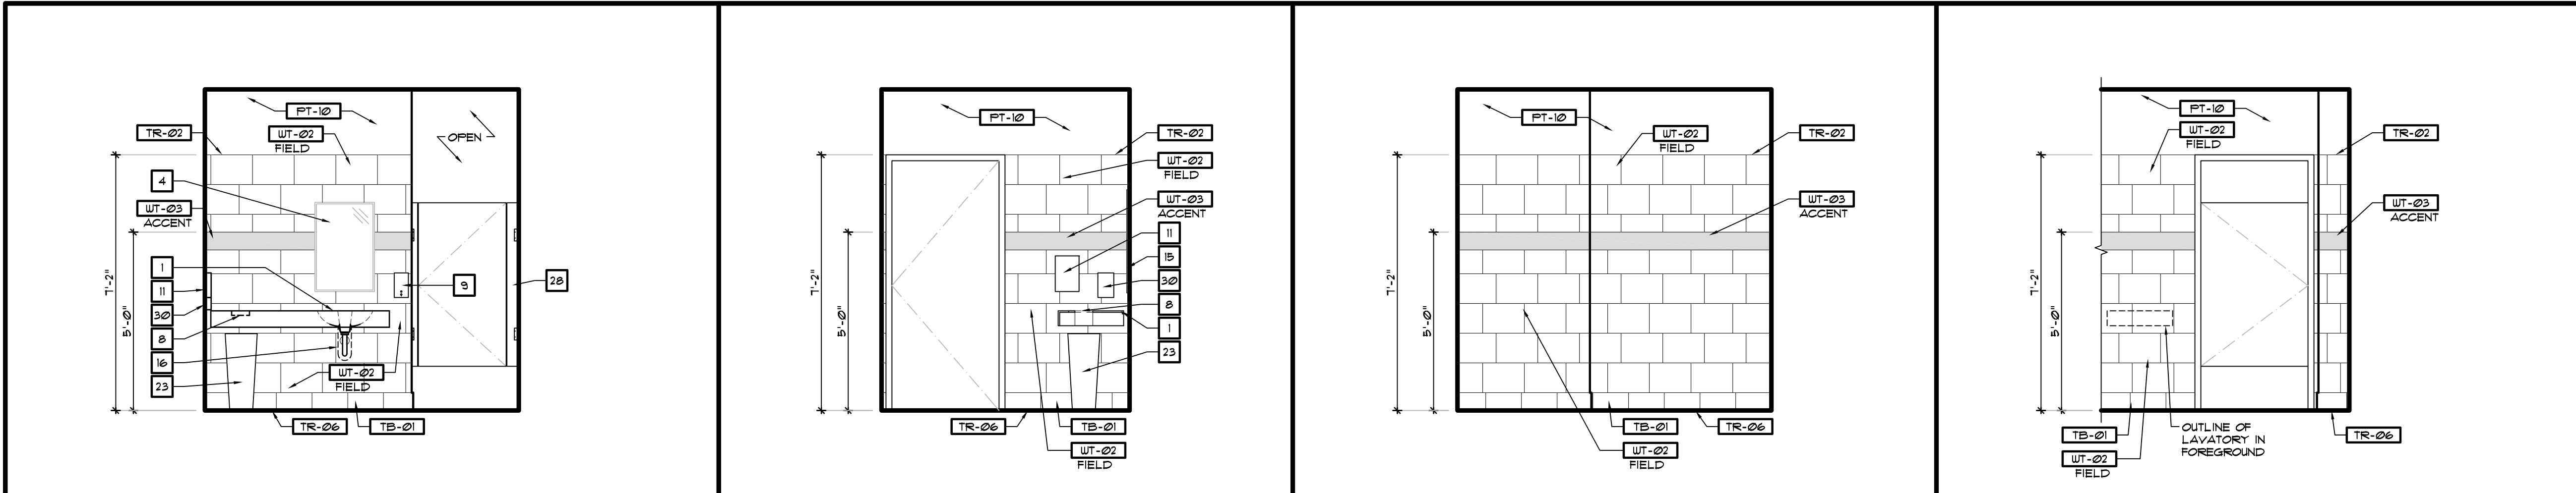 PT-10
TR-02
WT-02
FIELD
OPEN
4
WT-03
ACCENT
1
11
30
8
16
23
9
28
WT-02
FIELD
7'-2"
5'-0"
TR-06
TB-01
PT-10
TR-02
WT-02
FIELD
WT-03
ACCENT
11
15
30
8
1
23
7'-2"
5'-0"
TR-06
TB-01
WT-02
FIELD
PT-10
WT-02
FIELD
TR-02
WT-03
ACCENT
7'-2"
5'-0"
TB-01
TR-06
WT-02
FIELD
PT-10
WT-02
FIELD
TR-02
WT-03
ACCENT
7'-2"
5'-0"
TB-01
WT-02
FIELD
OUTLINE OF
LAVATORY IN
FOREGROUND
TR-06